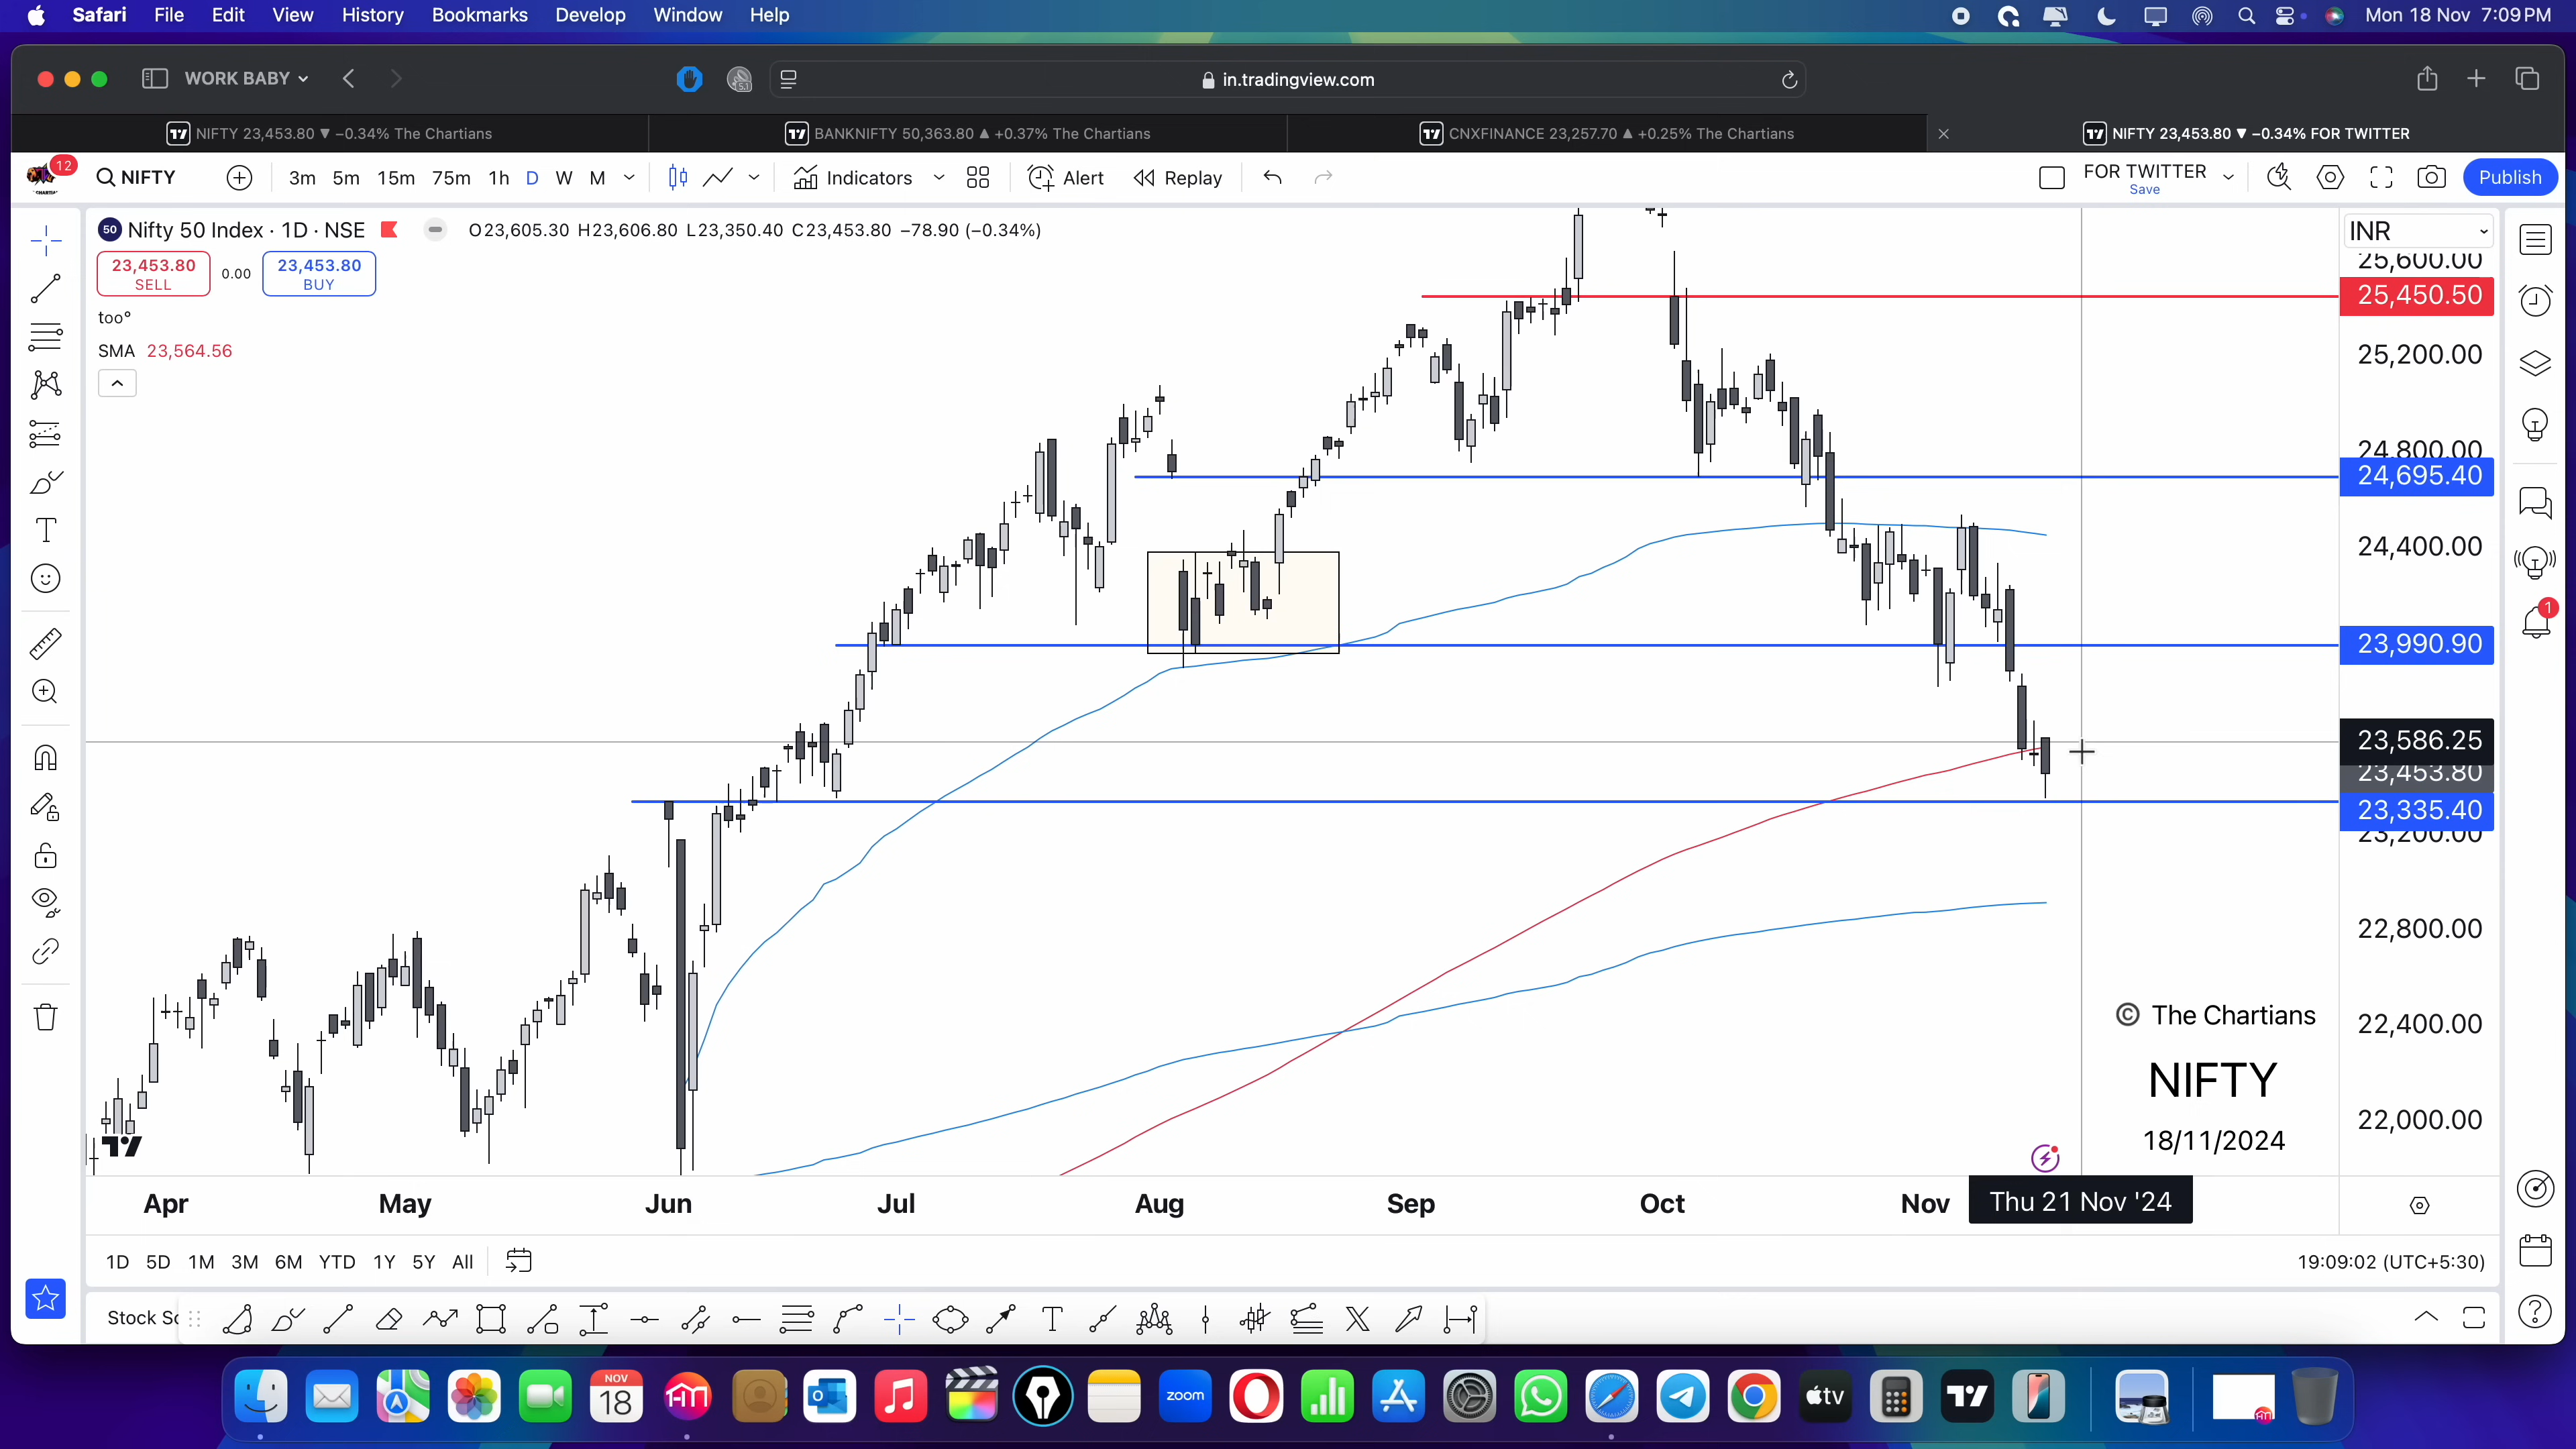 Safari File Edit View History Bookmarks Develop Window Help Mon 18 Nov 7:09 PM
WORK BABY in.tradingview.com
NIFTY 23,453.80 ▼ −0.34% The Chartians BANKNIFTY 50,363.80 ▲ +0.37% The Chartians CNXFINANCE 23,257.70 ▲ +0.25% The Chartians NIFTY 23,453.80 ▼ −0.34% FOR TWITTER
12 NIFTY 3m 5m 15m 75m 1h D W M Indicators Alert Replay FOR TWITTER Save Publish
50 Nifty 50 Index · 1D · NSE O23,605.30 H23,606.80 L23,350.40 C23,453.80 −78.90 (−0.34%)
INR
23,453.80 SELL 0.00 23,453.80 BUY
too°
SMA 23,564.56
25,600.00
25,450.50
25,200.00
24,800.00
24,695.40
24,400.00
23,990.90
1
23,586.25
23,453.80
23,335.40
23,200.00
22,800.00
22,400.00
22,000.00
© The Chartians
NIFTY
18/11/2024
Apr May Jun Jul Aug Sep Oct Nov Thu 21 Nov '24
1D 5D 1M 3M 6M YTD 1Y 5Y All 19:09:02 (UTC+5:30)
Stock Sc
NOV
18
zoom
tv